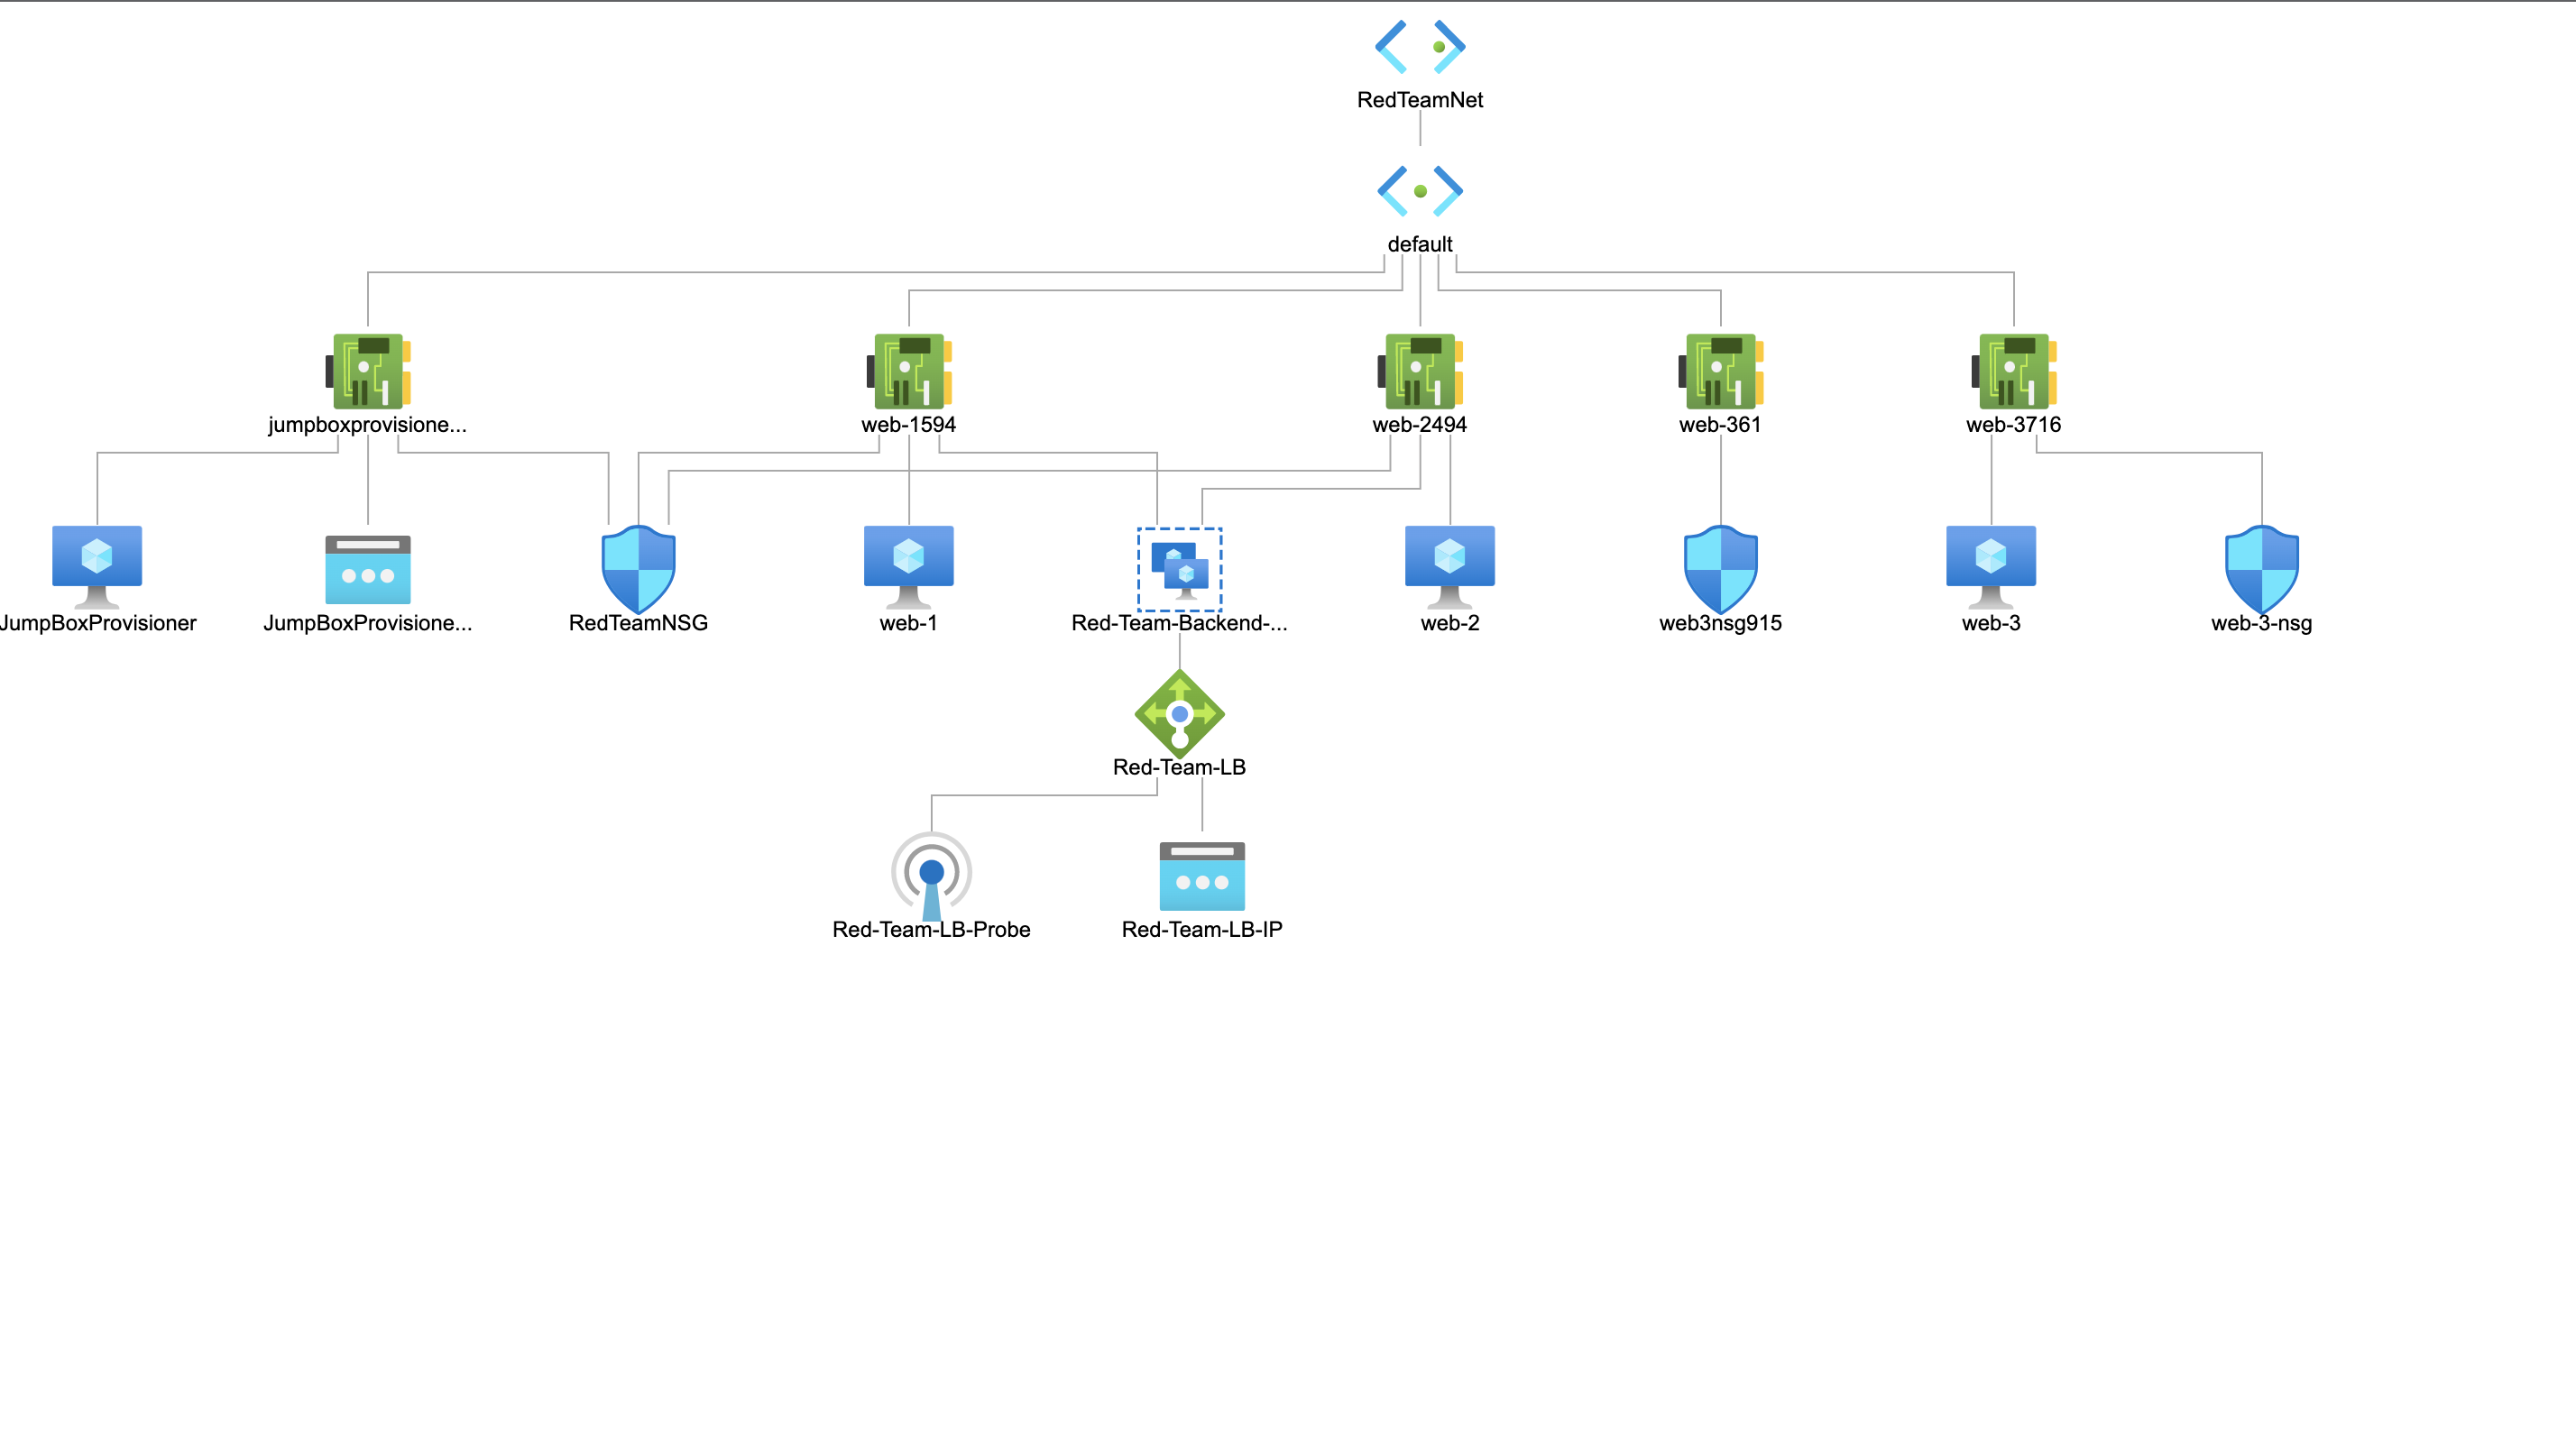 RedTeamNet
default
jumpboxprovisione...
web-1594
web-2494
web-361
web-3716
JumpBoxProvisioner
JumpBoxProvisione...
RedTeamNSG
web-1
Red-Team-Backend-...
web-2
web3nsg915
web-3
web-3-nsg
Red-Team-LB
Red-Team-LB-Probe
Red-Team-LB-IP